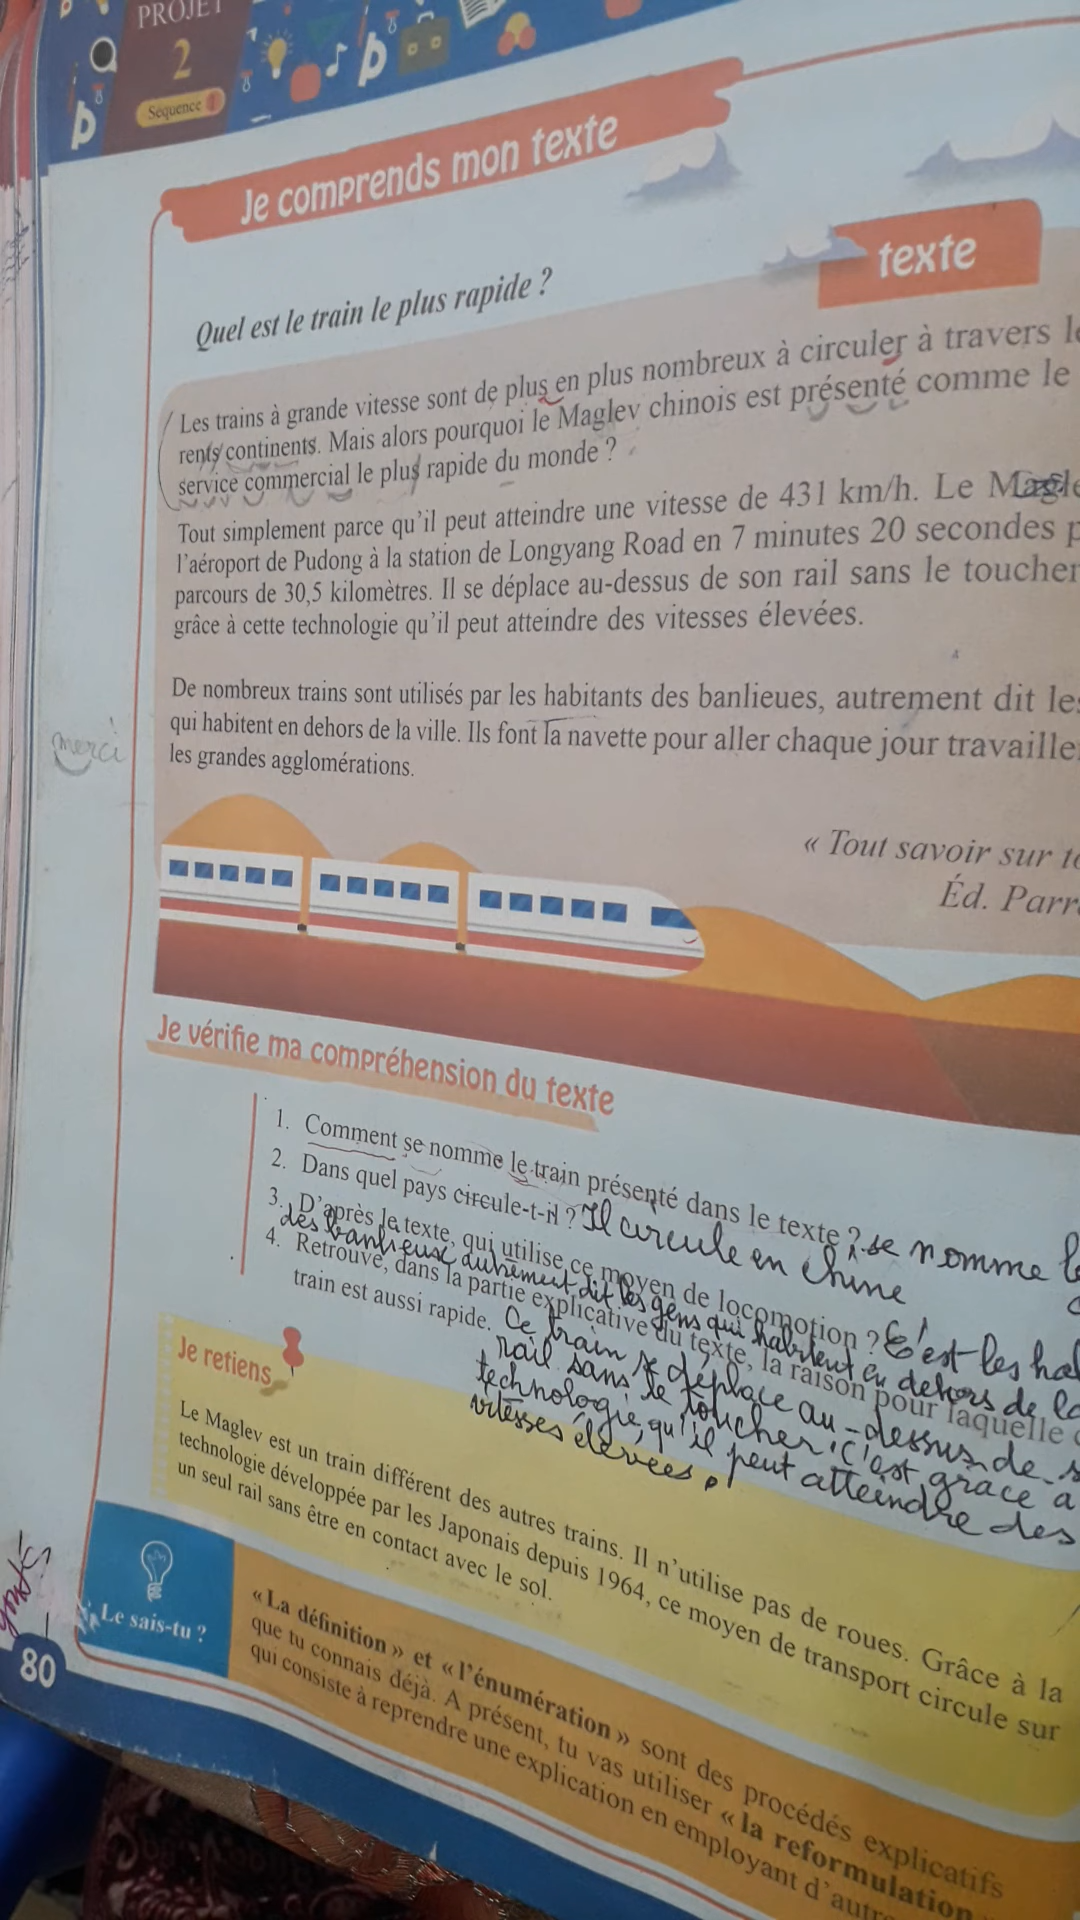 PROJET
2
Séquence 1
Je comprends mon texte
texte
Quel est le train le plus rapide ?
Les trains à grande vitesse sont de plus en plus nombreux à circuler à travers
rents continents. Mais alors pourquoi le Maglev chinois est présenté comme le
service commercial le plus rapide du monde ?
Tout simplement parce qu'il peut atteindre une vitesse de 431 km/h. Le
l'aéroport de Pudong à la station de Longyang Road en 7 minutes 20 secondes
parcours de 30,5 kilomètres. Il se déplace au-dessus de son rail sans le toucher
grâce à cette technologie qu'il peut atteindre des vitesses élevées.
De nombreux trains sont utilisés par les habitants des banlieues, autrement dit les
qui habitent en dehors de la ville. Ils font la navette pour aller chaque jour travailler
les grandes agglomérations.
merci
« Tout savoir sur
Éd. Parr
Je vérifie ma compréhension du texte
1. Comment se nomme le train présenté dans le texte ? se nomme
2. Dans quel pays circule-t-il ? Il circule en chine
3. D'après le texte, qui utilise ce moyen de locomotion ? C'est les
des banlieux autrement dit les gens qui habitent en dehors de la
4. Retrouve, dans la partie explicative du texte, la raison pour laquelle
train est aussi rapide. Ce train se déplace au-dessus de
rail sans le toucher, c'est grâce à
technologie qu'il peut atteindre des
vitesses élevées.
Je retiens
Le Maglev est un train différent des autres trains. Il n'utilise pas de roues. Grâce à la
technologie développée par les Japonais depuis 1964, ce moyen de transport circule sur
un seul rail sans être en contact avec le sol.
Le sais-tu ?
« La définition » et « l'énumération » sont des procédés explicatifs
que tu connais déjà. A présent, tu vas utiliser « la reformulation
qui consiste à reprendre une explication en employant d'autre
80